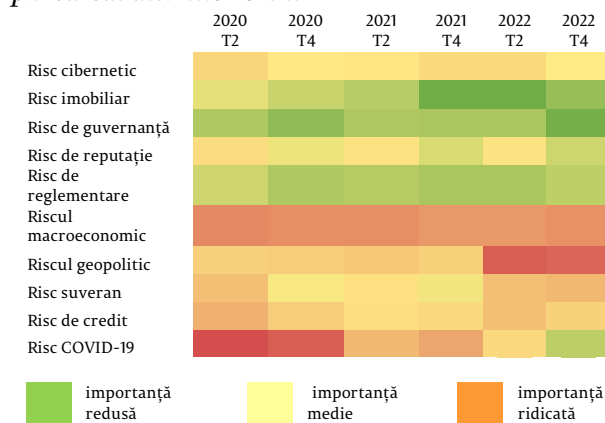 2020 2020 2021 2021 2022 2022
T2 T4 T2 T4 T2 T4
Risc cibernetic
Risc imobiliar
Risc de guvernanță
Risc de reputație
Risc de
reglementare
Riscul
macroeconomic
Riscul geopolitic
Risc suveran
Risc de credit
Risc COVID-19
importanță importanță importanță
redusă medie ridicată